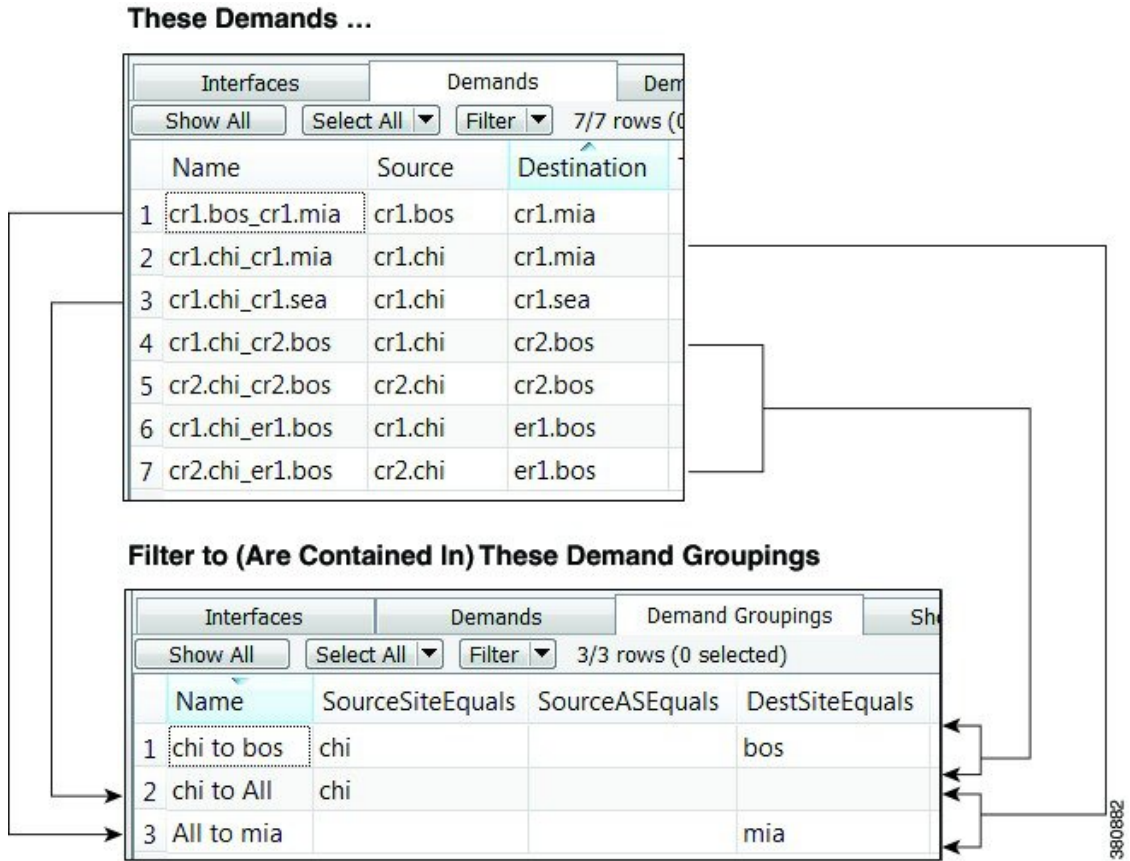 These Demands ...
Interfaces Demands Dem
Show All Select All Filter 7/7 rows (0
Name Source Destination
1 cr1.bos_cr1.mia cr1.bos cr1.mia
2 cr1.chi_cr1.mia cr1.chi cr1.mia
3 cr1.chi_cr1.sea cr1.chi cr1.sea
4 cr1.chi_cr2.bos cr1.chi cr2.bos
5 cr2.chi_cr2.bos cr2.chi cr2.bos
6 cr1.chi_er1.bos cr1.chi er1.bos
7 cr2.chi_er1.bos cr2.chi er1.bos
Filter to (Are Contained In) These Demand Groupings
Interfaces Demands Demand Groupings Sho
Show All Select All Filter 3/3 rows (0 selected)
Name SourceSiteEquals SourceASEquals DestSiteEquals
1 chi to bos chi bos
2 chi to All chi
3 All to mia mia
380882